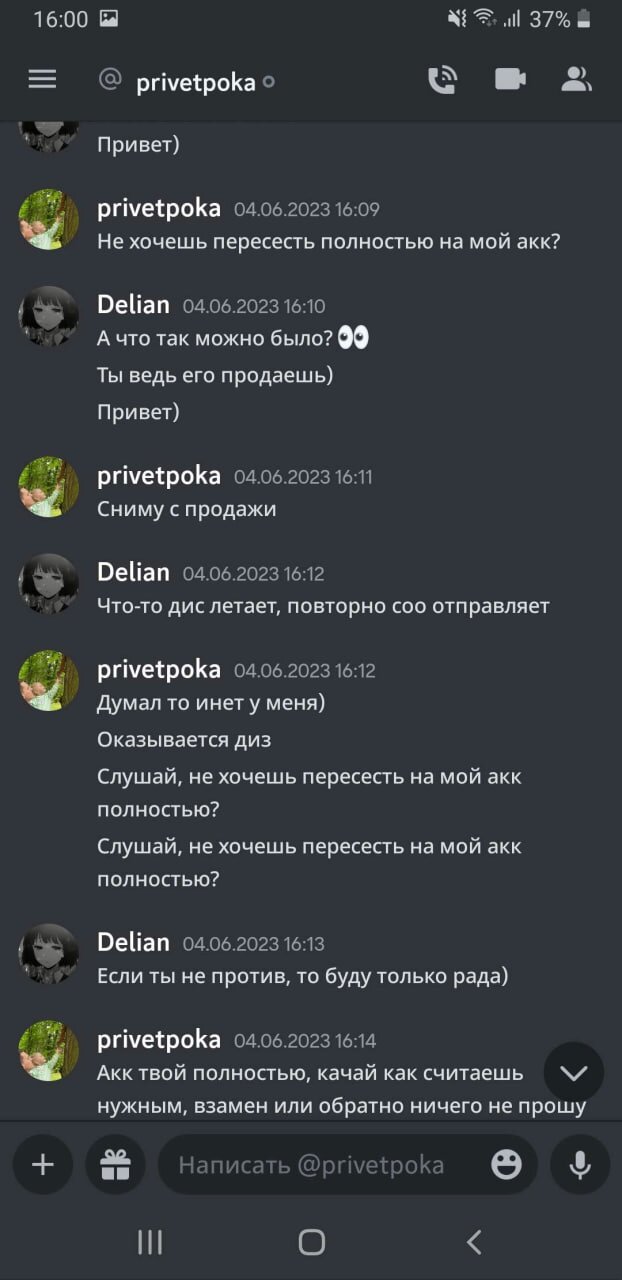 16:00 37%
@ privetpoka
Привет)
privetpoka 04.06.2023 16:09
Не хочешь пересесть полностью на мой акк?
Delian 04.06.2023 16:10
А что так можно было?👀
Ты ведь его продаешь)
Привет)
privetpoka 04.06.2023 16:11
Сниму с продажи
Delian 04.06.2023 16:12
Что-то дис летает, повторно соо отправляет
privetpoka 04.06.2023 16:12
Думал то инет у меня)
Оказывается диз
Слушай, не хочешь пересесть на мой акк
полностью?
Слушай, не хочешь пересесть на мой акк
полностью?
Delian 04.06.2023 16:13
Если ты не против, то буду только рада)
privetpoka 04.06.2023 16:14
Акк твой полностью, качай как считаешь
нужным, взамен или обратно ничего не прошу
Написать @privetpoka